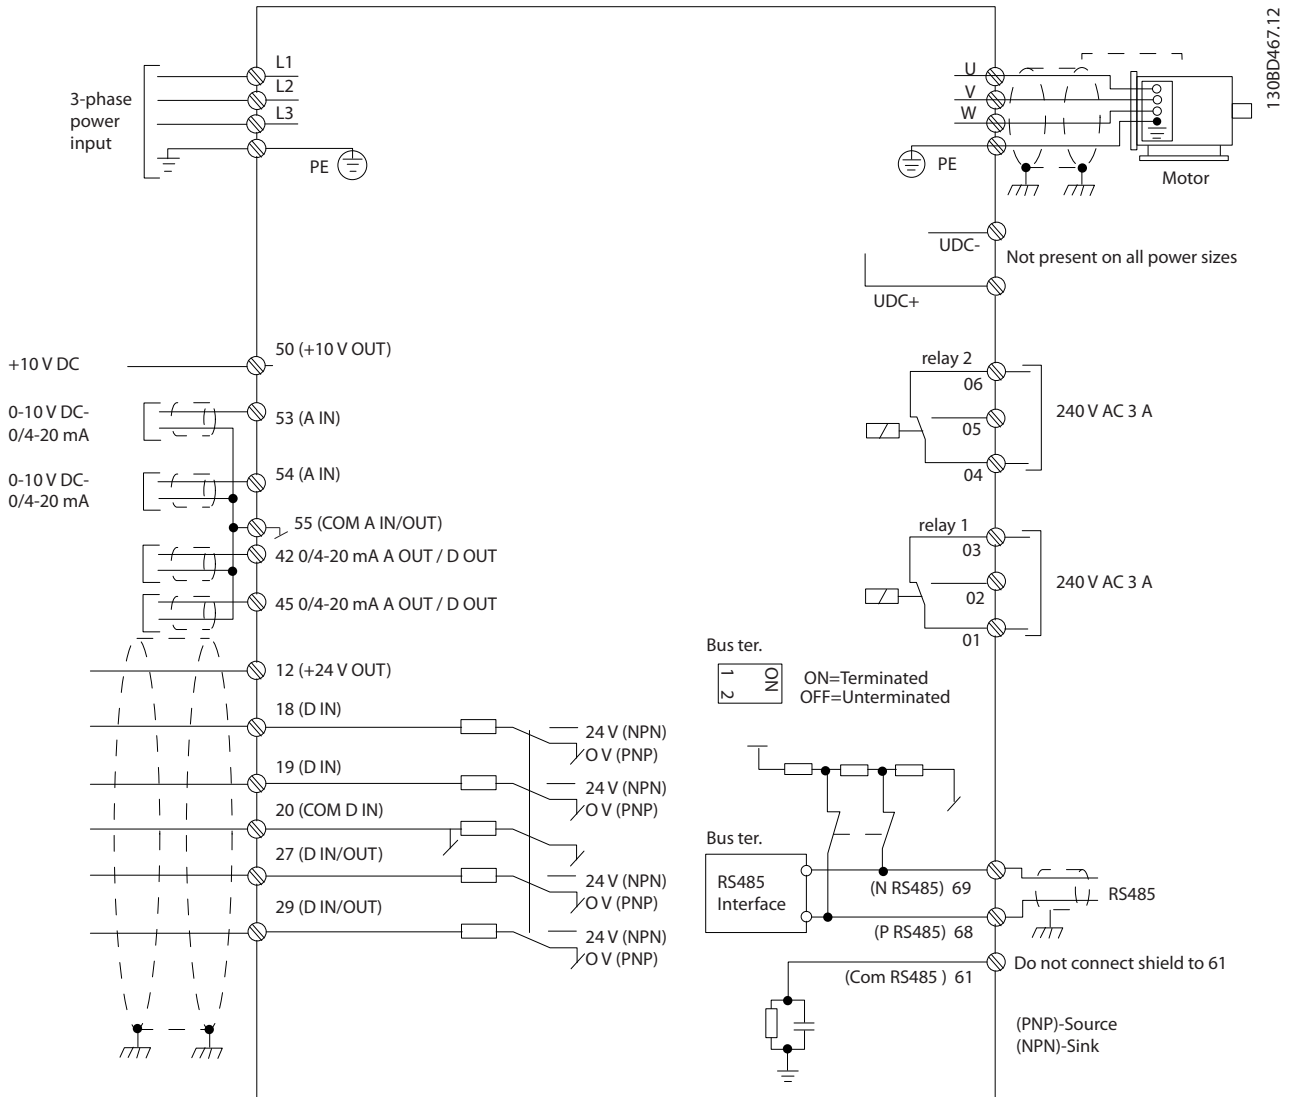 130BD467.12
L1
L2
L3
3-phase
power
input
PE
U
V
W
PE
Motor
UDC-
Not present on all power sizes
UDC+
+10 V DC
50 (+10 V OUT)
0-10 V DC-
0/4-20 mA
53 (A IN)
0-10 V DC-
0/4-20 mA
54 (A IN)
55 (COM A IN/OUT)
42 0/4-20 mA A OUT / D OUT
45 0/4-20 mA A OUT / D OUT
12 (+24 V OUT)
18 (D IN)
24 V (NPN)
O V (PNP)
19 (D IN)
24 V (NPN)
O V (PNP)
20 (COM D IN)
27 (D IN/OUT)
24 V (NPN)
O V (PNP)
29 (D IN/OUT)
24 V (NPN)
O V (PNP)
relay 2
06
05
04
240 V AC 3 A
relay 1
03
02
01
240 V AC 3 A
Bus ter.
1
2
ON
ON=Terminated
OFF=Unterminated
Bus ter.
RS485
Interface
(N RS485) 69
(P RS485) 68
RS485
(Com RS485 ) 61
Do not connect shield to 61
(PNP)-Source
(NPN)-Sink